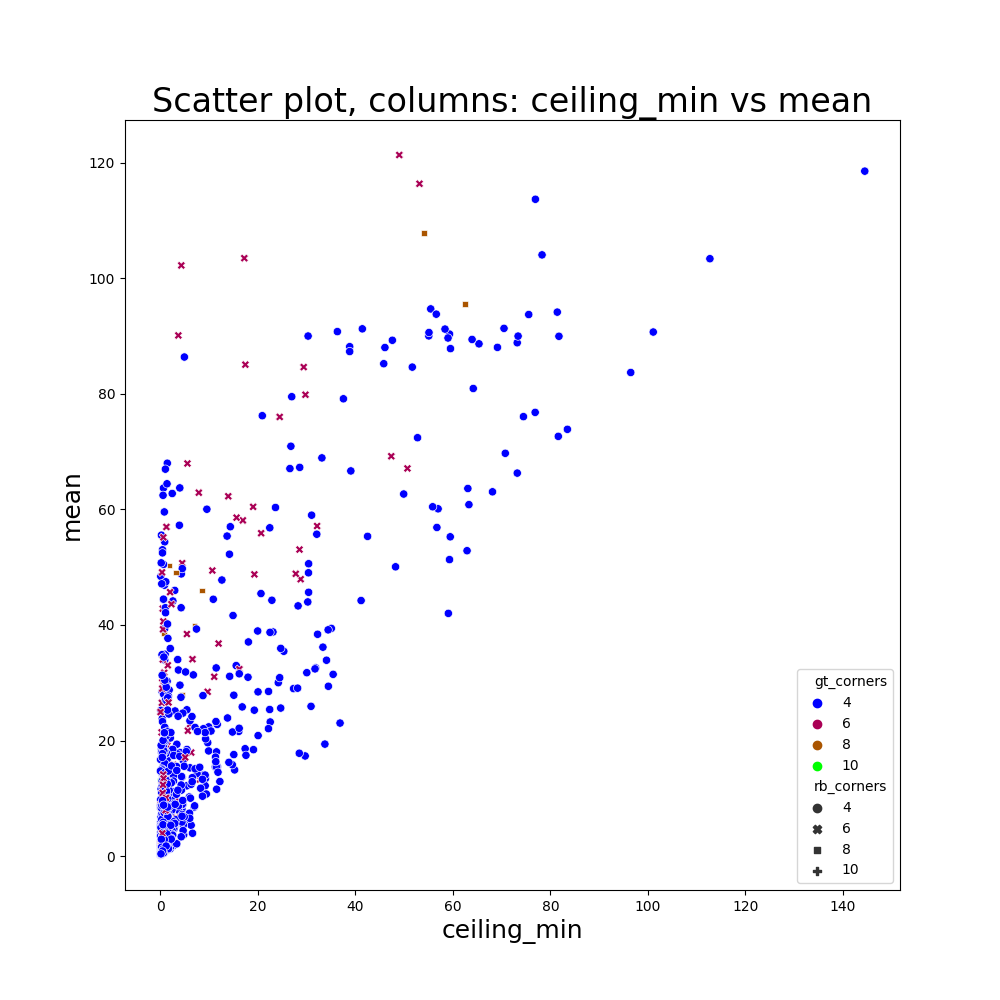 Scatter plot, columns: ceiling_min vs mean
120
100
80
60
40
20
0
mean
0 20 40 60 80 100 120 140
ceiling_min
gt_corners
4
6
8
10
rb_corners
4
6
8
10